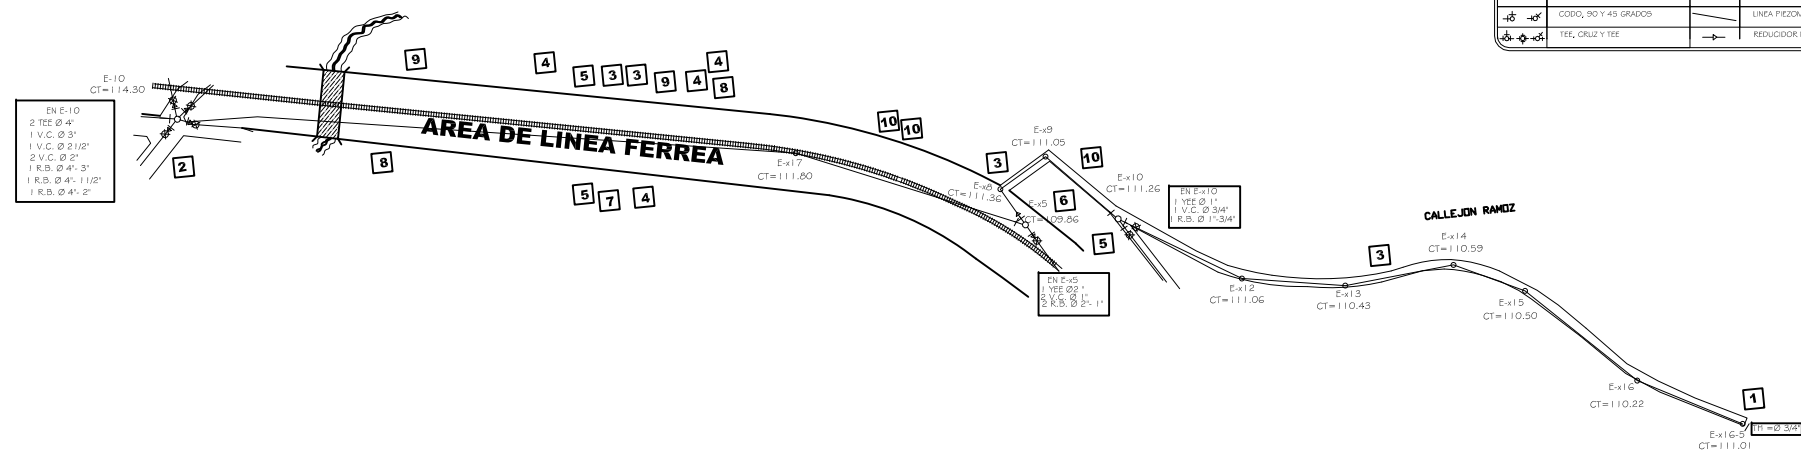 CODO, 90 Y 45 GRADOS
TEE, CRUZ Y TEE
REDUCIDOR
E-10
CT=114.30
EN E-10
2 TEE Ø 4"
1 V.C. Ø 3"
1 V.C. Ø 2 1/2"
2 V.C. Ø 2"
1 R.B. Ø 4"- 3"
1 R.B. Ø 4"- 1 1/2"
1 R.B. Ø 4"- 2"
2
9
8
AREA DE LINEA FERREA
4
5
3
3
9
4
4
8
5
7
4
E-x17
CT=111.80
10
10
3
E-x9
CT=111.05
E-x8
CT=111.36
E-x5
CT=109.86
6
10
5
E-x10
CT=111.26
EN E-x10
1 YEE Ø 1"
1 V.C. Ø 3/4"
1 R.B. Ø 1"-3/4"
EN E-x5
1 YEE Ø2 "
2 V.C. Ø 1"
2 R.B. Ø 2"- 1"
E-x12
CT=111.06
E-x13
CT=110.43
3
CALLEJON RAMOZ
E-x14
CT=110.59
E-x15
CT=110.50
E-x16
CT=110.22
1
E-x16-5
CT=111.01
TH =Ø 3/4"